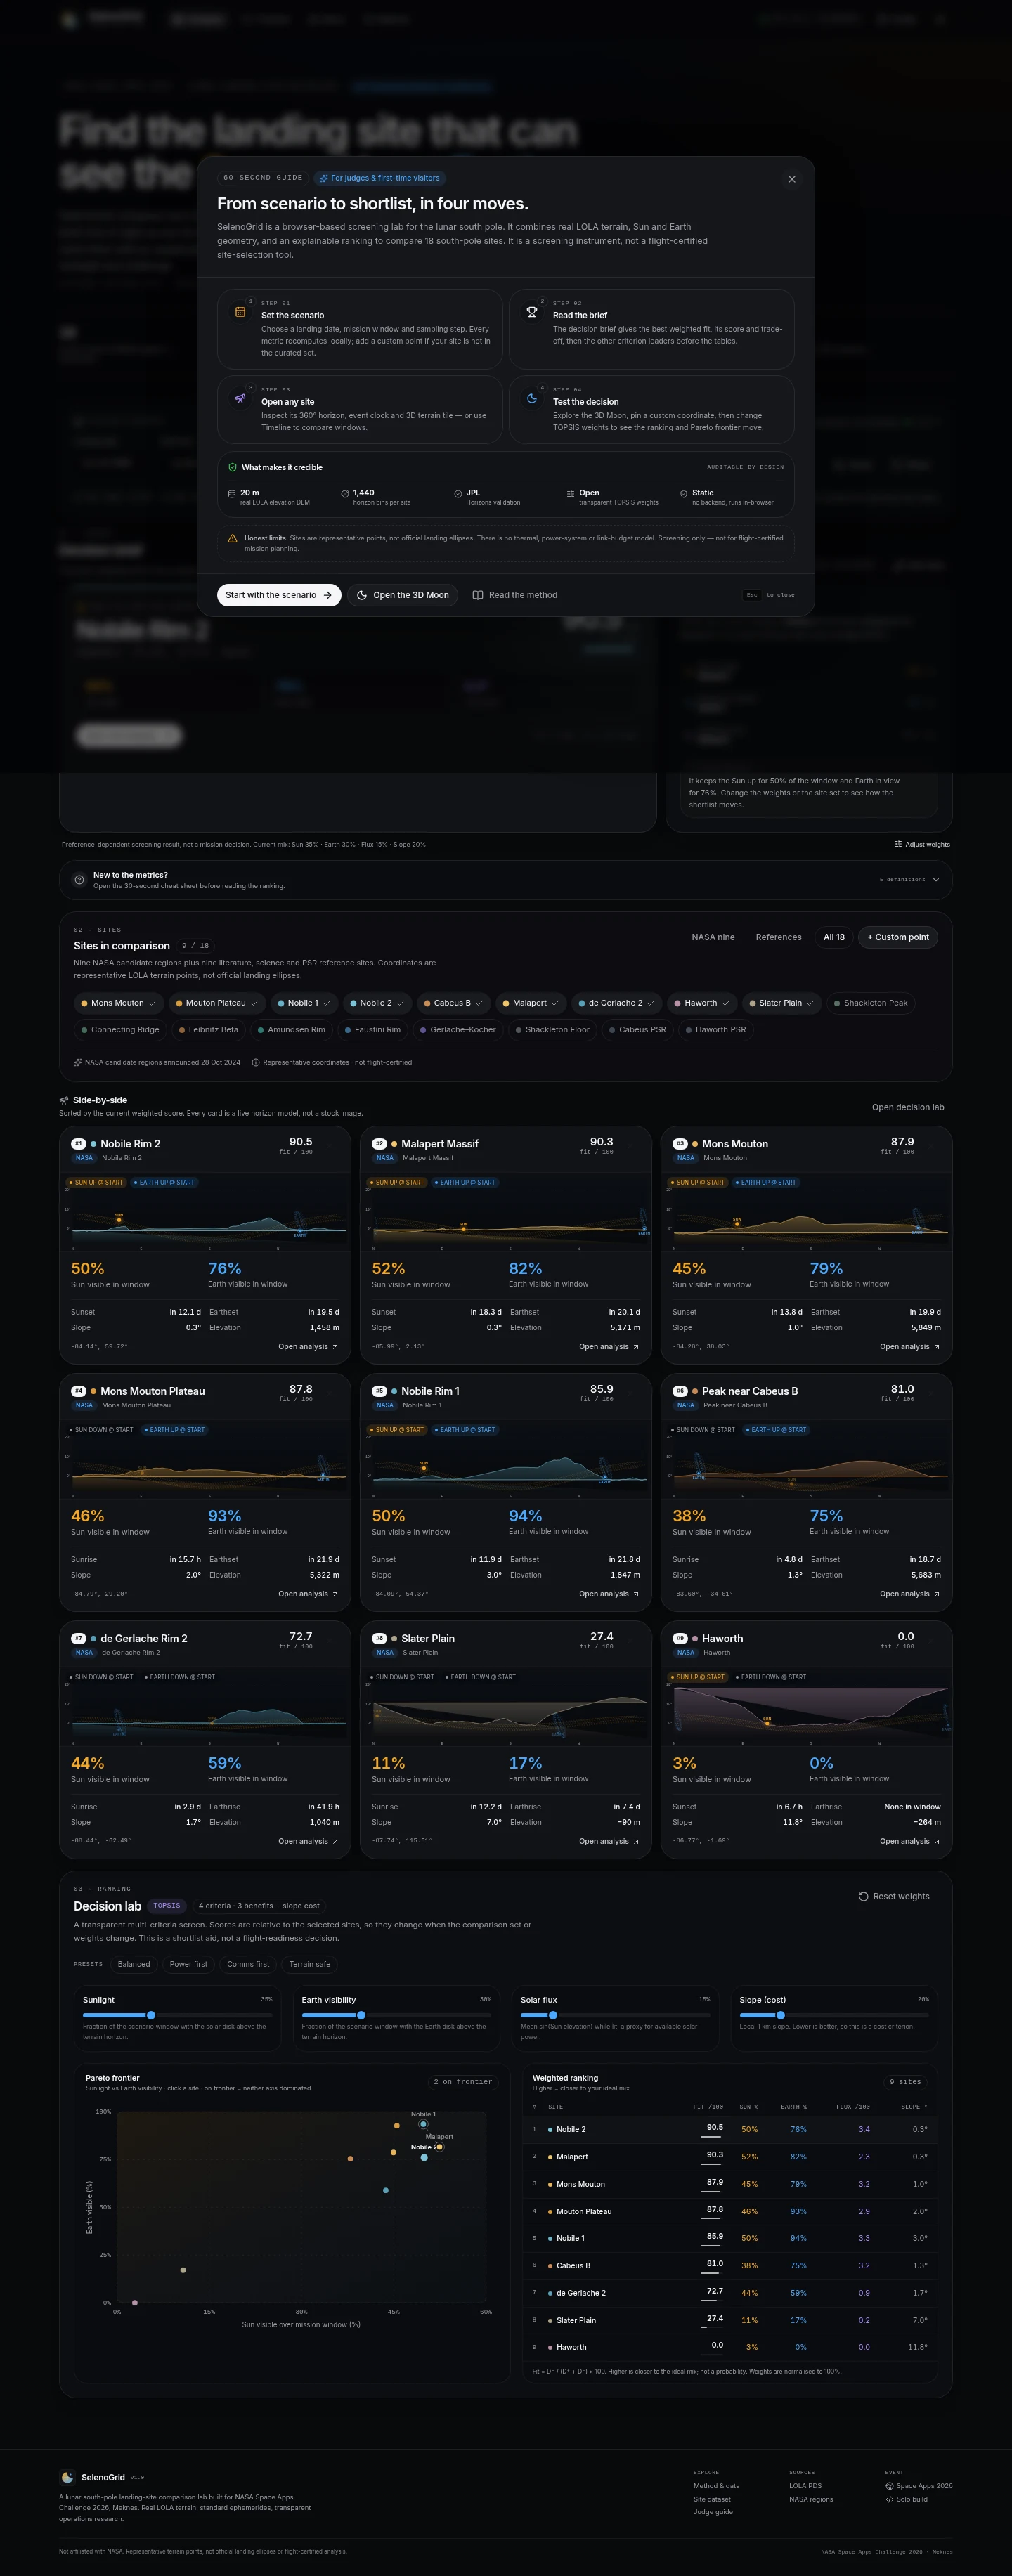 Find the landing site that can
see the
60-SECOND GUIDE
For judges & first-time visitors
From scenario to shortlist, in four moves.
SelenoGrid is a browser-based screening lab for the lunar south pole. It combines real LOLA terrain, Sun and Earth
geometry, and an explainable ranking to compare 18 south-pole sites. It is a screening instrument, not a flight-certified
site-selection tool.
1
STEP 01
Set the scenario
Choose a landing date, mission window and sampling step. Every
metric recomputes locally; add a custom point if your site is not in
the curated set.
2
STEP 02
Read the brief
The decision brief gives the best weighted fit, its score and trade-
off, then the other criterion leaders before the tables.
3
STEP 03
Open any site
Inspect its 360° horizon, event clock and 3D terrain tile — or use
Timeline to compare windows.
4
STEP 04
Test the decision
Explore the 3D Moon, pin a custom coordinate, then change
TOPSIS weights to see the ranking and Pareto frontier move.
What makes it credible
AUDITABLE BY DESIGN
20 m
real LOLA elevation DEM
1,440
horizon bins per site
JPL
Horizons validation
Open
transparent TOPSIS weights
Static
no backend, runs in-browser
Honest limits. Sites are representative points, not official landing ellipses. There is no thermal, power-system or link-budget model. Screening only — not for flight-certified
mission planning.
Start with the scenario
Open the 3D Moon
Read the method
Esc to close
Nobile Rim 2
It keeps the Sun up for 50% of the window and Earth in view
for 76%. Change the weights or the site set to see how the
shortlist moves.
Preference-dependent screening result, not a mission decision. Current mix: Sun 35% · Earth 30% · Flux 15% · Slope 20%.
Adjust weights
New to the metrics?
Open the 30-second cheat sheet before reading the ranking.
5 definitions
02 · SITES
Sites in comparison 9 / 18
NASA nine References All 18 + Custom point
Nine NASA candidate regions plus nine literature, science and PSR reference sites. Coordinates are
representative LOLA terrain points, not official landing ellipses.
Mons Mouton Mouton Plateau Nobile 1 Nobile 2 Cabeus B Malapert de Gerlache 2 Haworth Slater Plain Shackleton Peak
Connecting Ridge Leibnitz Beta Amundsen Rim Faustini Rim Gerlache–Kocher Shackleton Floor Cabeus PSR Haworth PSR
NASA candidate regions announced 28 Oct 2024 Representative coordinates · not flight-certified
Side-by-side
Sorted by the current weighted score. Every card is a live horizon model, not a stock image.
Open decision lab
#1 Nobile Rim 2 90.5
NASA Nobile Rim 2 fit / 100
SUN UP @ START EARTH UP @ START
SUN
EARTH
50% 76%
Sun visible in window Earth visible in window
Sunset in 12.1 d Earthset in 19.5 d
Slope 0.3° Elevation 1,458 m
-84.14°, 59.72° Open analysis
#2 Malapert Massif 90.3
NASA Malapert Massif fit / 100
SUN UP @ START EARTH UP @ START
SUN
EARTH
52% 82%
Sun visible in window Earth visible in window
Sunset in 18.3 d Earthset in 20.1 d
Slope 0.3° Elevation 5,171 m
-85.99°, 2.13° Open analysis
#3 Mons Mouton 87.9
NASA Mons Mouton fit / 100
SUN UP @ START EARTH UP @ START
SUN
EARTH
45% 79%
Sun visible in window Earth visible in window
Sunset in 13.8 d Earthset in 19.9 d
Slope 1.0° Elevation 5,849 m
-84.28°, 38.03° Open analysis
#4 Mons Mouton Plateau 87.8
NASA Mons Mouton Plateau fit / 100
SUN DOWN @ START EARTH UP @ START
EARTH
46% 93%
Sun visible in window Earth visible in window
Sunrise in 15.7 h Earthset in 21.9 d
Slope 2.0° Elevation 5,322 m
-84.79°, 29.20° Open analysis
#5 Nobile Rim 1 85.9
NASA Nobile Rim 1 fit / 100
SUN UP @ START EARTH UP @ START
SUN
EARTH
50% 94%
Sun visible in window Earth visible in window
Sunset in 11.9 d Earthset in 21.8 d
Slope 3.0° Elevation 1,847 m
-84.09°, 54.37° Open analysis
#6 Peak near Cabeus B 81.0
NASA Peak near Cabeus B fit / 100
SUN DOWN @ START EARTH UP @ START
EARTH
38% 75%
Sun visible in window Earth visible in window
Sunrise in 4.8 d Earthset in 18.7 d
Slope 1.3° Elevation 5,683 m
-83.60°, -34.01° Open analysis
#7 de Gerlache Rim 2 72.7
NASA de Gerlache Rim 2 fit / 100
SUN DOWN @ START EARTH DOWN @ START
44% 59%
Sun visible in window Earth visible in window
Sunrise in 2.9 d Earthrise in 41.9 h
Slope 1.7° Elevation 1,040 m
-88.44°, -62.49° Open analysis
#8 Slater Plain 27.4
NASA Slater Plain fit / 100
SUN DOWN @ START EARTH DOWN @ START
11% 17%
Sun visible in window Earth visible in window
Sunrise in 12.2 d Earthrise in 7.4 d
Slope 7.0° Elevation −90 m
-87.74°, 115.61° Open analysis
#9 Haworth 0.0
NASA Haworth fit / 100
SUN UP @ START EARTH DOWN @ START
SUN
3% 0%
Sun visible in window Earth visible in window
Sunset in 6.7 h Earthrise None in window
Slope 11.8° Elevation −264 m
-86.77°, -1.69° Open analysis
03 · RANKING
Decision lab TOPSIS 4 criteria · 3 benefits + slope cost
Reset weights
A transparent multi-criteria screen. Scores are relative to the selected sites, so they change when the comparison set or
weights change. This is a shortlist aid, not a flight-readiness decision.
PRESETS Balanced Power first Comms first Terrain safe
Sunlight 35%
Fraction of the scenario window with the solar disk above the
terrain horizon.
Earth visibility 30%
Fraction of the scenario window with the Earth disk above the
terrain horizon.
Solar flux 15%
Mean sin(Sun elevation) while lit, a proxy for available solar
power.
Slope (cost) 20%
Local 1 km slope. Lower is better, so this is a cost criterion.
Pareto frontier 2 on frontier
Sunlight vs Earth visibility · click a site · on frontier = neither axis dominated
100%
75%
50%
25%
0%
Earth visible (%)
Nobile 1
Malapert
Nobile 2
0% 15% 30% 45% 60%
Sun visible over mission window (%)
Weighted ranking 9 sites
Higher = closer to your ideal mix
# SITE FIT /100 SUN % EARTH % FLUX /100 SLOPE °
1 Nobile 2 90.5 50% 76% 3.4 0.3°
2 Malapert 90.3 52% 82% 2.3 0.3°
3 Mons Mouton 87.9 45% 79% 3.2 1.0°
4 Mouton Plateau 87.8 46% 93% 2.9 2.0°
5 Nobile 1 85.9 50% 94% 3.3 3.0°
6 Cabeus B 81.0 38% 75% 3.2 1.3°
7 de Gerlache 2 72.7 44% 59% 0.9 1.7°
8 Slater Plain 27.4 11% 17% 0.2 7.0°
9 Haworth 0.0 3% 0% 0.0 11.8°
Fit = D⁻ / (D⁺ + D⁻) × 100. Higher is closer to the ideal mix; not a probability. Weights are normalised to 100%.
SelenoGrid v1.0
A lunar south-pole landing-site comparison lab built for NASA Space Apps
Challenge 2026, Meknes. Real LOLA terrain, standard ephemerides, transparent
operations research.
EXPLORE
Method & data
Site dataset
Judge guide
SOURCES
LOLA PDS
NASA regions
EVENT
Space Apps 2026
Solo build
Not affiliated with NASA. Representative terrain points, not official landing ellipses or flight-certified analysis.
NASA Space Apps Challenge 2026 · Meknes